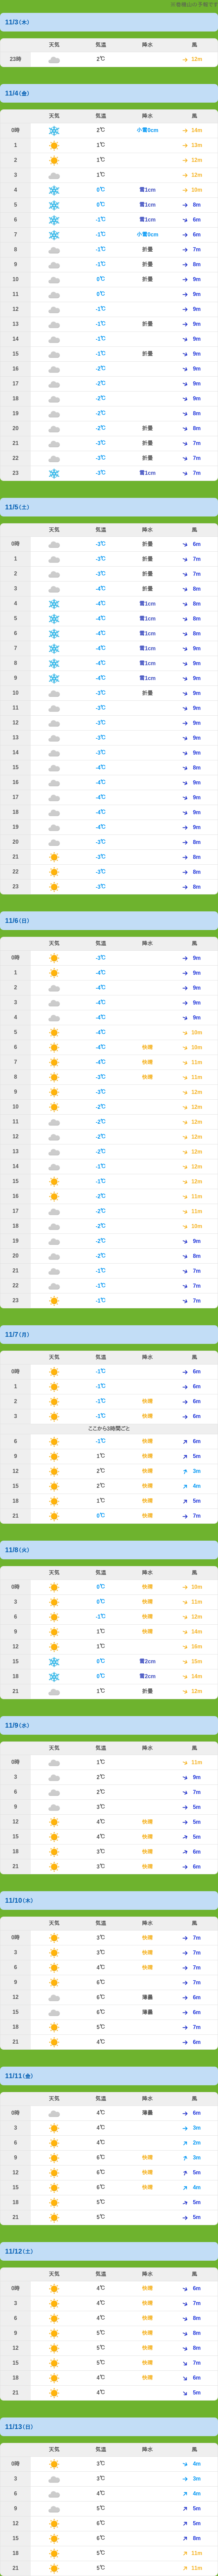 11/3(木)
天気 気温 降水 風
23時 2℃ 12m
11/4(金)
天気 気温 降水 風
0時 2℃ 小雪0cm 14m
1 1℃ 13m
2 1℃ 12m
3 1℃ 12m
4 0℃ 雪1cm 10m
5 0℃ 雪1cm 8m
6 -1℃ 雪1cm 6m
7 -1℃ 小雪0cm 6m
8 -1℃ 折曇 7m
9 -1℃ 折曇 8m
10 0℃ 折曇 9m
11 0℃ 9m
12 -1℃ 9m
13 -1℃ 折曇 9m
14 -1℃ 9m
15 -1℃ 折曇 9m
16 -2℃ 9m
17 -2℃ 9m
18 -2℃ 9m
19 -2℃ 8m
20 -2℃ 折曇 8m
21 -3℃ 折曇 7m
22 -3℃ 折曇 7m
23 -3℃ 雪1cm 7m
11/5(土)
天気 気温 降水 風
0時 -3℃ 折曇 6m
1 -3℃ 折曇 7m
2 -3℃ 折曇 7m
3 -4℃ 折曇 8m
4 -4℃ 雪1cm 8m
5 -4℃ 雪1cm 8m
6 -4℃ 雪1cm 8m
7 -4℃ 雪1cm 9m
8 -4℃ 雪1cm 9m
9 -4℃ 雪1cm 9m
10 -3℃ 折曇 9m
11 -3℃ 9m
12 -3℃ 9m
13 -3℃ 9m
14 -3℃ 9m
15 -4℃ 8m
16 -4℃ 9m
17 -4℃ 9m
18 -4℃ 9m
19 -4℃ 9m
20 -3℃ 8m
21 -3℃ 8m
22 -3℃ 8m
23 -3℃ 8m
11/6(日)
天気 気温 降水 風
0時 -3℃ 9m
1 -4℃ 9m
2 -4℃ 9m
3 -4℃ 9m
4 -4℃ 9m
5 -4℃ 10m
6 -4℃ 快晴 10m
7 -4℃ 快晴 11m
8 -3℃ 快晴 11m
9 -3℃ 12m
10 -2℃ 12m
11 -2℃ 12m
12 -2℃ 12m
13 -2℃ 12m
14 -1℃ 12m
15 -1℃ 12m
16 -2℃ 11m
17 -2℃ 11m
18 -2℃ 10m
19 -2℃ 9m
20 -2℃ 8m
21 -1℃ 7m
22 -1℃ 7m
23 -1℃ 7m
11/7(月)
天気 気温 降水 風
0時 -1℃ 6m
1 -1℃ 6m
2 -1℃ 快晴 6m
3 -1℃ 快晴 6m
ここから3時間ごと
6 -1℃ 快晴 6m
9 1℃ 快晴 5m
12 2℃ 快晴 3m
15 2℃ 快晴 4m
18 1℃ 快晴 5m
21 0℃ 快晴 7m
11/8(火)
天気 気温 降水 風
0時 0℃ 快晴 10m
3 0℃ 快晴 11m
6 -1℃ 快晴 12m
9 1℃ 快晴 14m
12 1℃ 16m
15 0℃ 雪2cm 15m
18 0℃ 雪2cm 14m
21 1℃ 折曇 12m
11/9(水)
天気 気温 降水 風
0時 1℃ 11m
3 2℃ 9m
6 2℃ 7m
9 3℃ 5m
12 4℃ 快晴 5m
15 4℃ 快晴 5m
18 3℃ 快晴 6m
21 3℃ 快晴 6m
11/10(木)
天気 気温 降水 風
0時 3℃ 快晴 7m
3 3℃ 快晴 7m
6 4℃ 快晴 7m
9 6℃ 7m
12 6℃ 薄曇 6m
15 6℃ 薄曇 6m
18 5℃ 7m
21 4℃ 6m
11/11(金)
天気 気温 降水 風
0時 4℃ 薄曇 6m
3 4℃ 3m
6 4℃ 2m
9 6℃ 快晴 3m
12 6℃ 快晴 5m
15 6℃ 快晴 4m
18 5℃ 5m
21 5℃ 5m
11/12(土)
天気 気温 降水 風
0時 4℃ 快晴 6m
3 4℃ 快晴 7m
6 4℃ 快晴 8m
9 5℃ 快晴 8m
12 5℃ 快晴 8m
15 5℃ 快晴 7m
18 4℃ 快晴 6m
21 4℃ 5m
11/13(日)
天気 気温 降水 風
0時 3℃ 4m
3 3℃ 3m
6 4℃ 4m
9 5℃ 5m
12 6℃ 5m
15 6℃ 8m
18 5℃ 11m
21 5℃ 11m